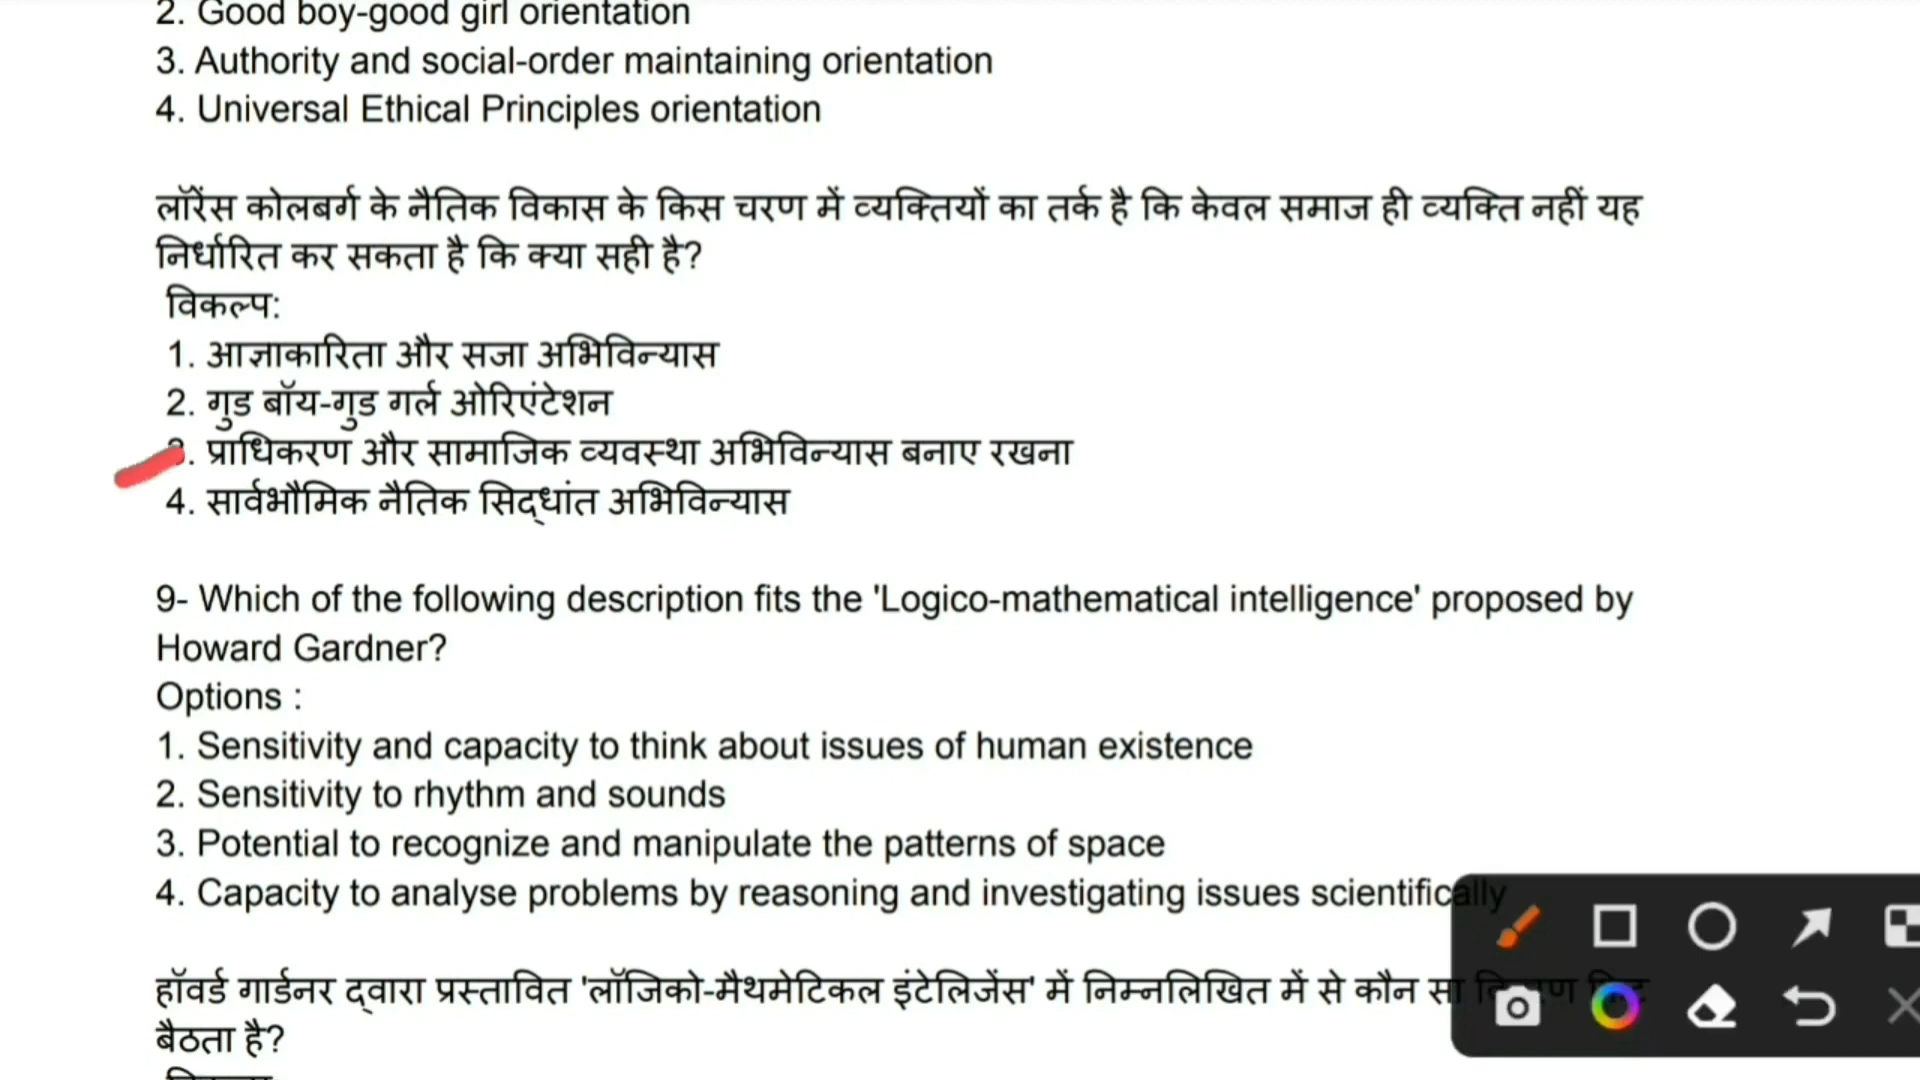 2. Good boy-good girl orientation
3. Authority and social-order maintaining orientation
4. Universal Ethical Principles orientation
लॉरेंस कोलबर्ग के नैतिक विकास के किस चरण में व्यक्तियों का तर्क है कि केवल समाज ही व्यक्ति नहीं यह
निर्धारित कर सकता है कि क्या सही है?
विकल्प:
1. आज्ञाकारिता और सजा अभिविन्यास
2. गुड बॉय-गुड गर्ल ओरिएंटेशन
3. प्राधिकरण और सामाजिक व्यवस्था अभिविन्यास बनाए रखना
4. सार्वभौमिक नैतिक सिद्धांत अभिविन्यास
9- Which of the following description fits the 'Logico-mathematical intelligence' proposed by
Howard Gardner?
Options :
1. Sensitivity and capacity to think about issues of human existence
2. Sensitivity to rhythm and sounds
3. Potential to recognize and manipulate the patterns of space
4. Capacity to analyse problems by reasoning and investigating issues scientifically
हॉवर्ड गार्डनर द्वारा प्रस्तावित 'लॉजिको-मैथमेटिकल इंटेलिजेंस' में निम्नलिखित में से कौन सा
बैठता है?